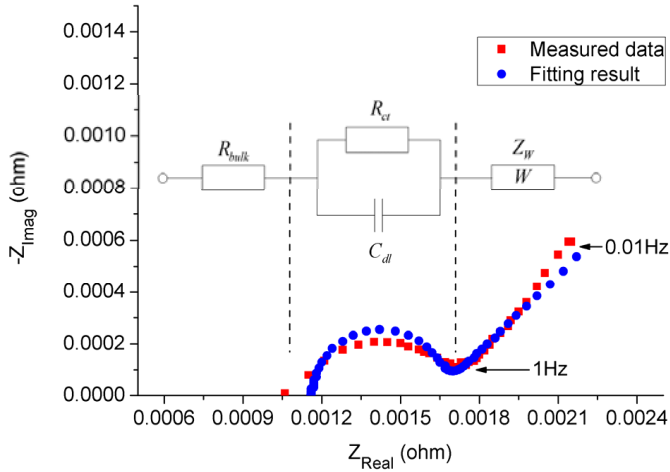 0.0014
0.0012
0.0010
0.0008
0.0006
0.0004
0.0002
0.0000
-Z_Imag (ohm)
Measured data
Fitting result
R_bulk
R_ct
C_dl
Z_W
W
0.01Hz
1Hz
0.0006 0.0009 0.0012 0.0015 0.0018 0.0021 0.0024
Z_Real (ohm)